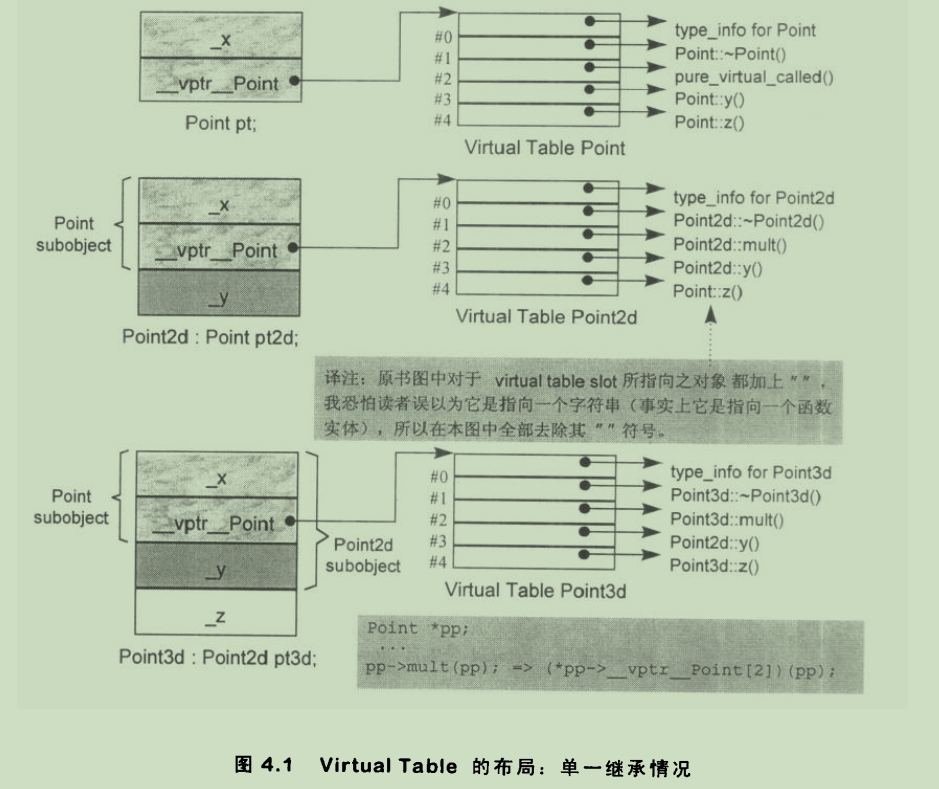 _x
__vptr__Point
Point pt;
#0
#1
#2
#3
#4
type_info for Point
Point::~Point()
pure_virtual_called()
Point::y()
Point::z()
Virtual Table Point
Point
subobject
_x
__vptr__Point
_y
Point2d : Point pt2d;
#0
#1
#2
#3
#4
type_info for Point2d
Point2d::~Point2d()
Point2d::mult()
Point2d::y()
Point::z()
Virtual Table Point2d
译注：原书图中对于 virtual table slot 所指向之对象 都加上 " " ，
我恐怕读者误以为它是指向一个字符串（事实上它是指向一个函数
实体），所以在本图中全部去除其 " " 符号。
Point
subobject
_x
__vptr__Point
_y
_z
Point2d
subobject
Point3d : Point2d pt3d;
#0
#1
#2
#3
#4
type_info for Point3d
Point3d::~Point3d()
Point3d::mult()
Point2d::y()
Point3d::z()
Virtual Table Point3d
Point *pp;
...
pp->mult(pp); => (*pp->__vptr__Point[2])(pp);
图 4.1 Virtual Table 的布局：单一继承情况